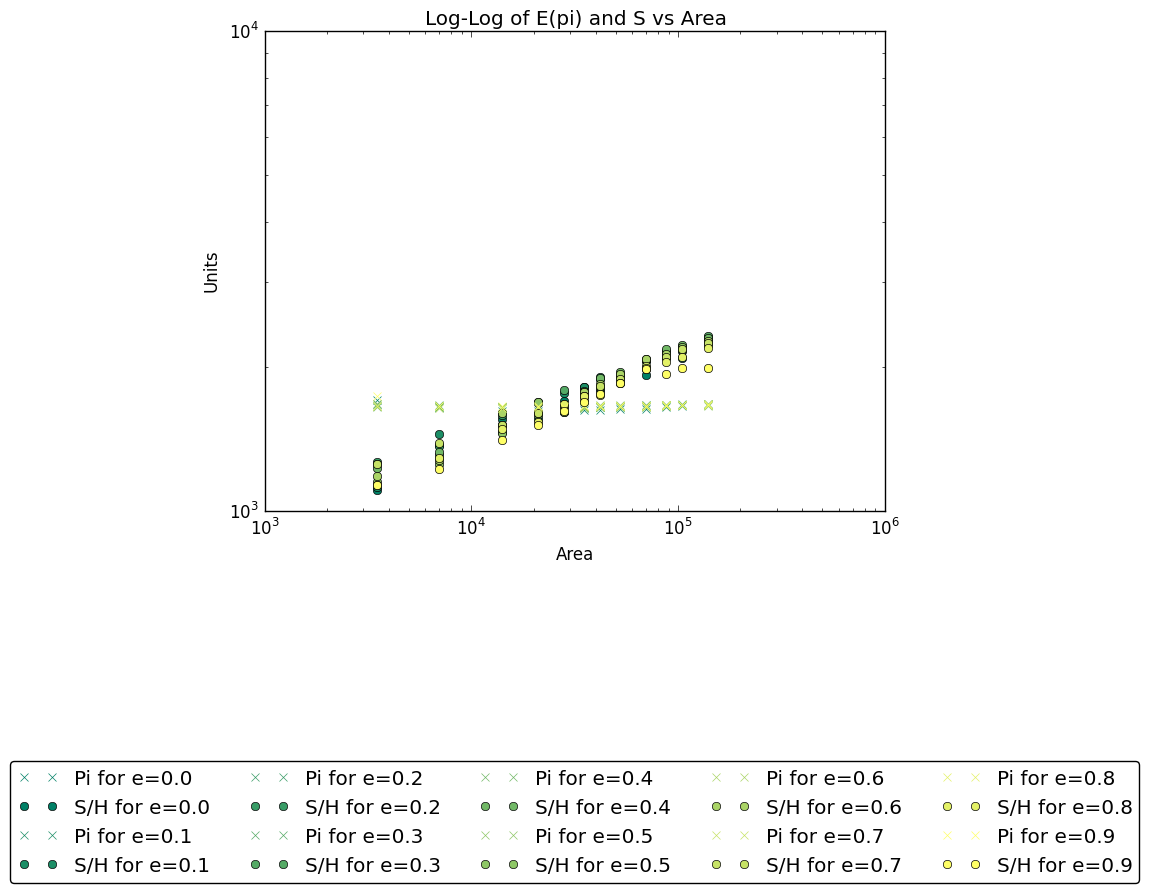 Log-Log of E(pi) and S vs Area
10^4
Units
10^3
10^3 10^4 10^5 10^6
Area
Pi for e=0.0 Pi for e=0.2 Pi for e=0.4 Pi for e=0.6 Pi for e=0.8
S/H for e=0.0 S/H for e=0.2 S/H for e=0.4 S/H for e=0.6 S/H for e=0.8
Pi for e=0.1 Pi for e=0.3 Pi for e=0.5 Pi for e=0.7 Pi for e=0.9
S/H for e=0.1 S/H for e=0.3 S/H for e=0.5 S/H for e=0.7 S/H for e=0.9